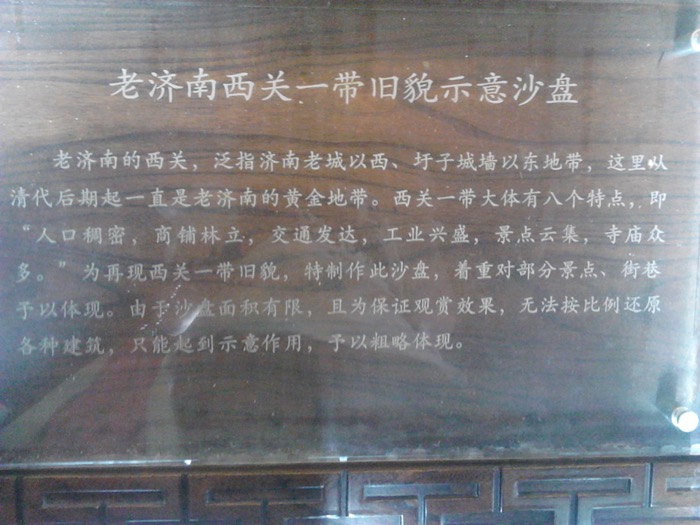 老济南西关一带旧貌示意沙盘
老济南的西关，泛指济南老城以西、圩子城墙以东地带，这里从
清代后期起一直是老济南的黄金地带。西关一带大体有八个特点，即
“人口稠密，商铺林立，交通发达，工业兴盛，景点云集，寺庙众
多。”为再现西关一带旧貌，特制作此沙盘，着重对部分景点、街巷
予以体现。由于沙盘面积有限，且为保证观赏效果，无法按比例还原
各种建筑，只能起到示意作用，予以粗略体现。